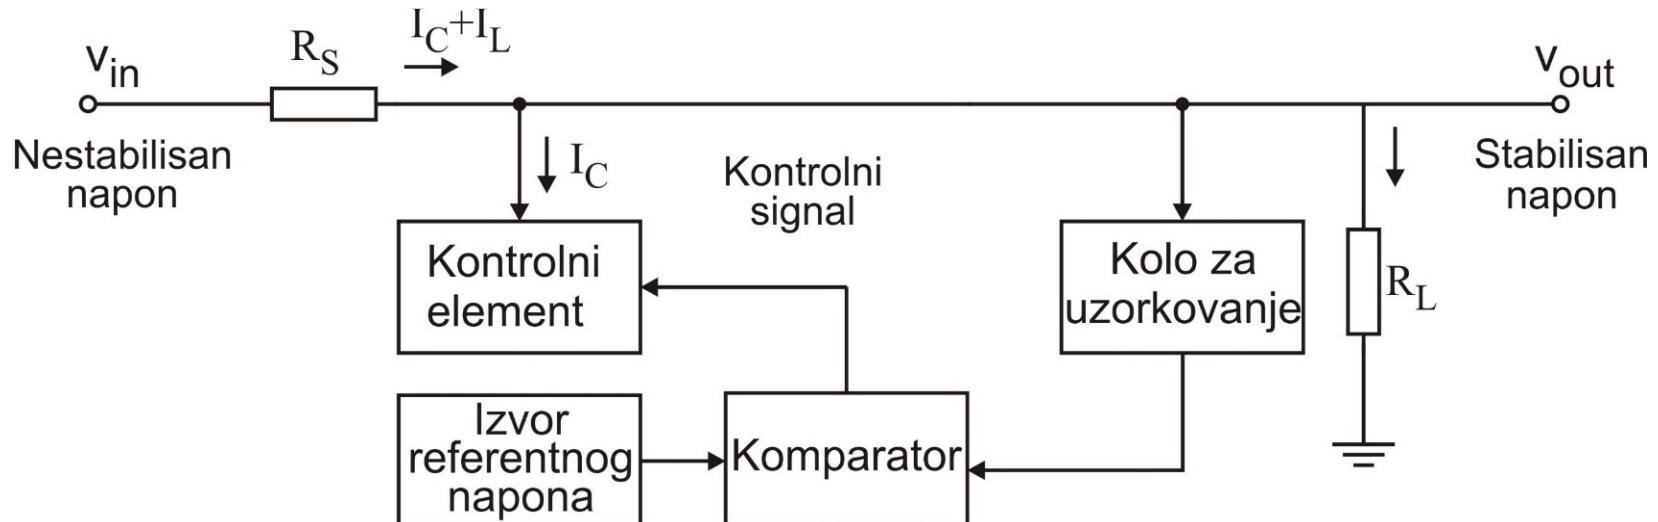 v_in
R_S
I_C+I_L
v_out
Nestabilisan
napon
I_C
Kontrolni
signal
Stabilisan
napon
Kontrolni
element
Kolo za
uzorkovanje
R_L
Izvor
referentnog
napona
Komparator